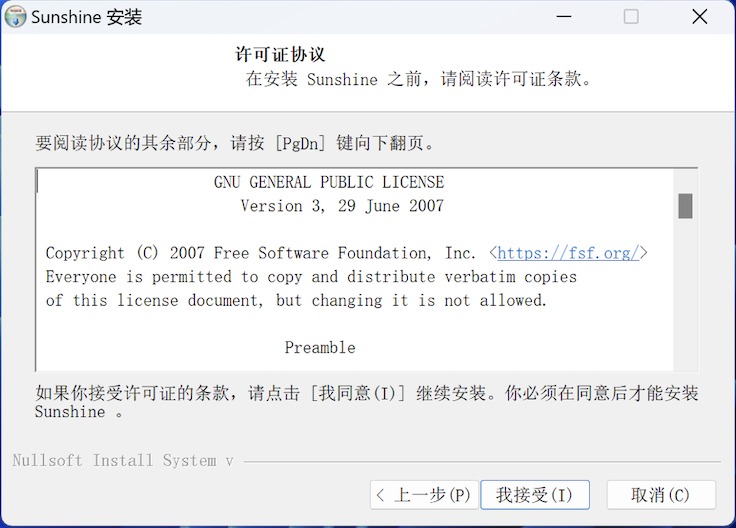 Sunshine 安装
许可证协议
在安装 Sunshine 之前，请阅读许可证条款。
要阅读协议的其余部分，请按 [PgDn] 键向下翻页。
GNU GENERAL PUBLIC LICENSE
Version 3, 29 June 2007
Copyright (C) 2007 Free Software Foundation, Inc. <https://fsf.org/>
Everyone is permitted to copy and distribute verbatim copies
of this license document, but changing it is not allowed.
Preamble
如果你接受许可证的条款，请点击 [我同意(I)] 继续安装。你必须在同意后才能安装
Sunshine 。
Nullsoft Install System v
< 上一步(P) 我接受(I) 取消(C)